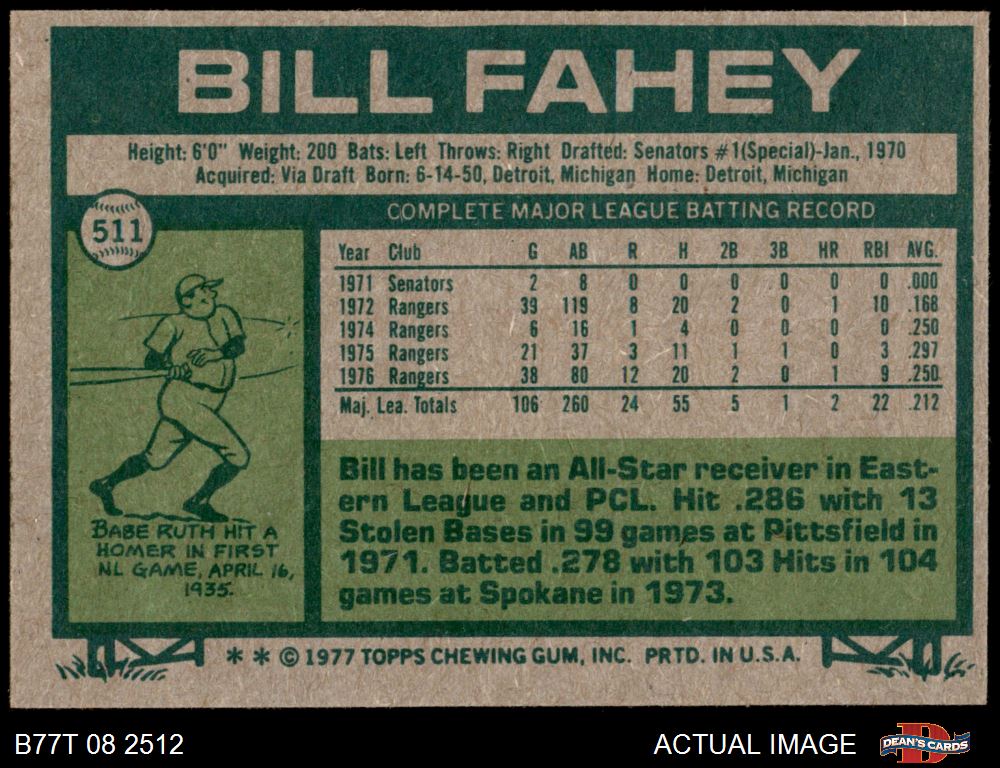 BILL FAHEY
Height: 6'0" Weight: 200 Bats: Left Throws: Right Drafted: Senators #1(Special)-Jan., 1970
Acquired: Via Draft Born: 6-14-50, Detroit, Michigan Home: Detroit, Michigan
511
COMPLETE MAJOR LEAGUE BATTING RECORD
Year Club G AB R H 2B 3B HR RBI AVG.
1971 Senators 2 8 0 0 0 0 0 0 .000
1972 Rangers 39 119 8 20 2 0 1 10 .168
1974 Rangers 6 16 1 4 0 0 0 0 .250
1975 Rangers 21 37 3 11 1 1 0 3 .297
1976 Rangers 38 80 12 20 2 0 1 9 .250
Maj. Lea. Totals 106 260 24 55 5 1 2 22 .212
BABE RUTH HIT A
HOMER IN FIRST
NL GAME, APRIL 16,
1935.
Bill has been an All-Star receiver in East-
ern League and PCL. Hit .286 with 13
Stolen Bases in 99 games at Pittsfield in
1971. Batted .278 with 103 Hits in 104
games at Spokane in 1973.
* * © 1977 TOPPS CHEWING GUM, INC. PRTD. IN U.S.A.
B77T 08 2512
ACTUAL IMAGE
DEAN'S CARDS